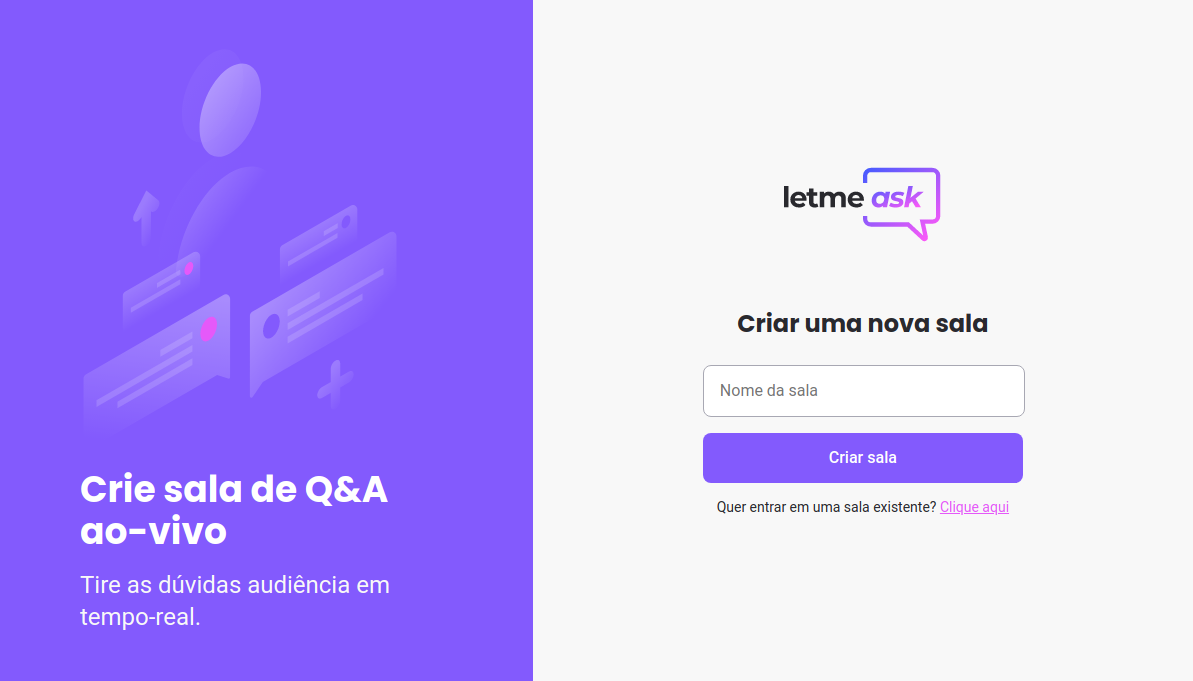 Crie sala de Q&A
ao-vivo
Tire as dúvidas audiência em
tempo-real.
letme ask
Criar uma nova sala
Nome da sala
Criar sala
Quer entrar em uma sala existente? Clique aqui